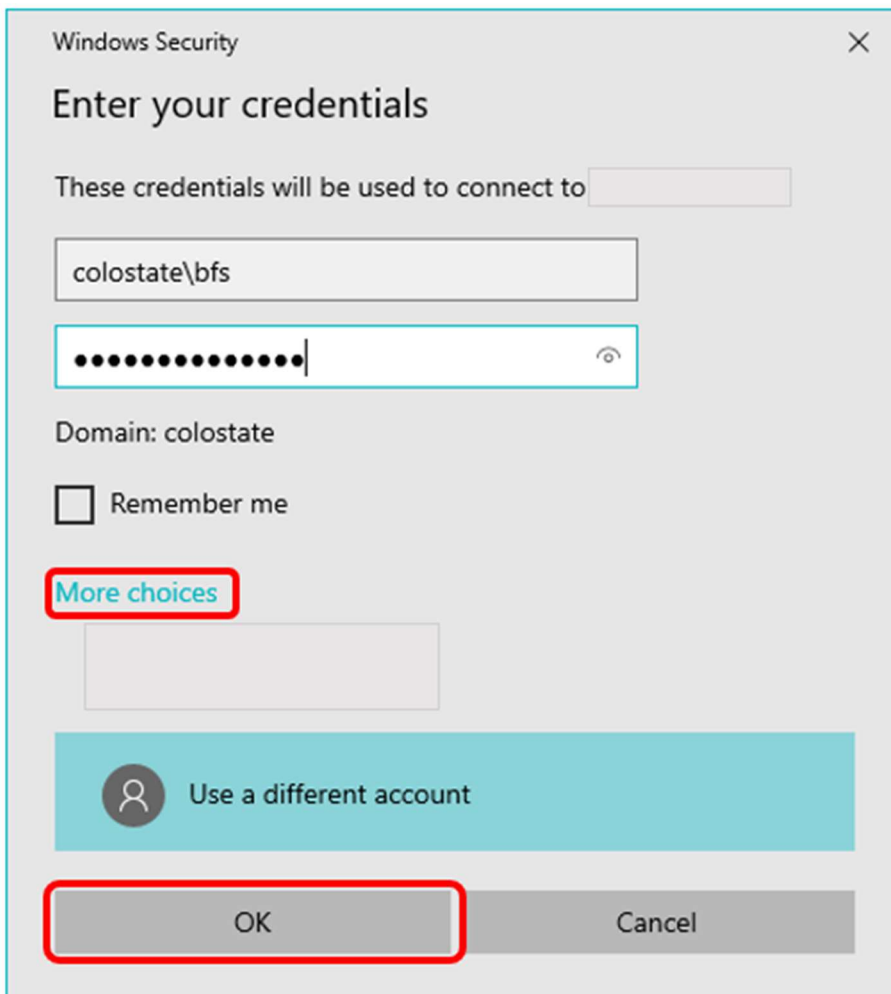 Windows Security
Enter your credentials
These credentials will be used to connect to
colostate\bfs
••••••••••••••
Domain: colostate
Remember me
More choices
Use a different account
OK
Cancel